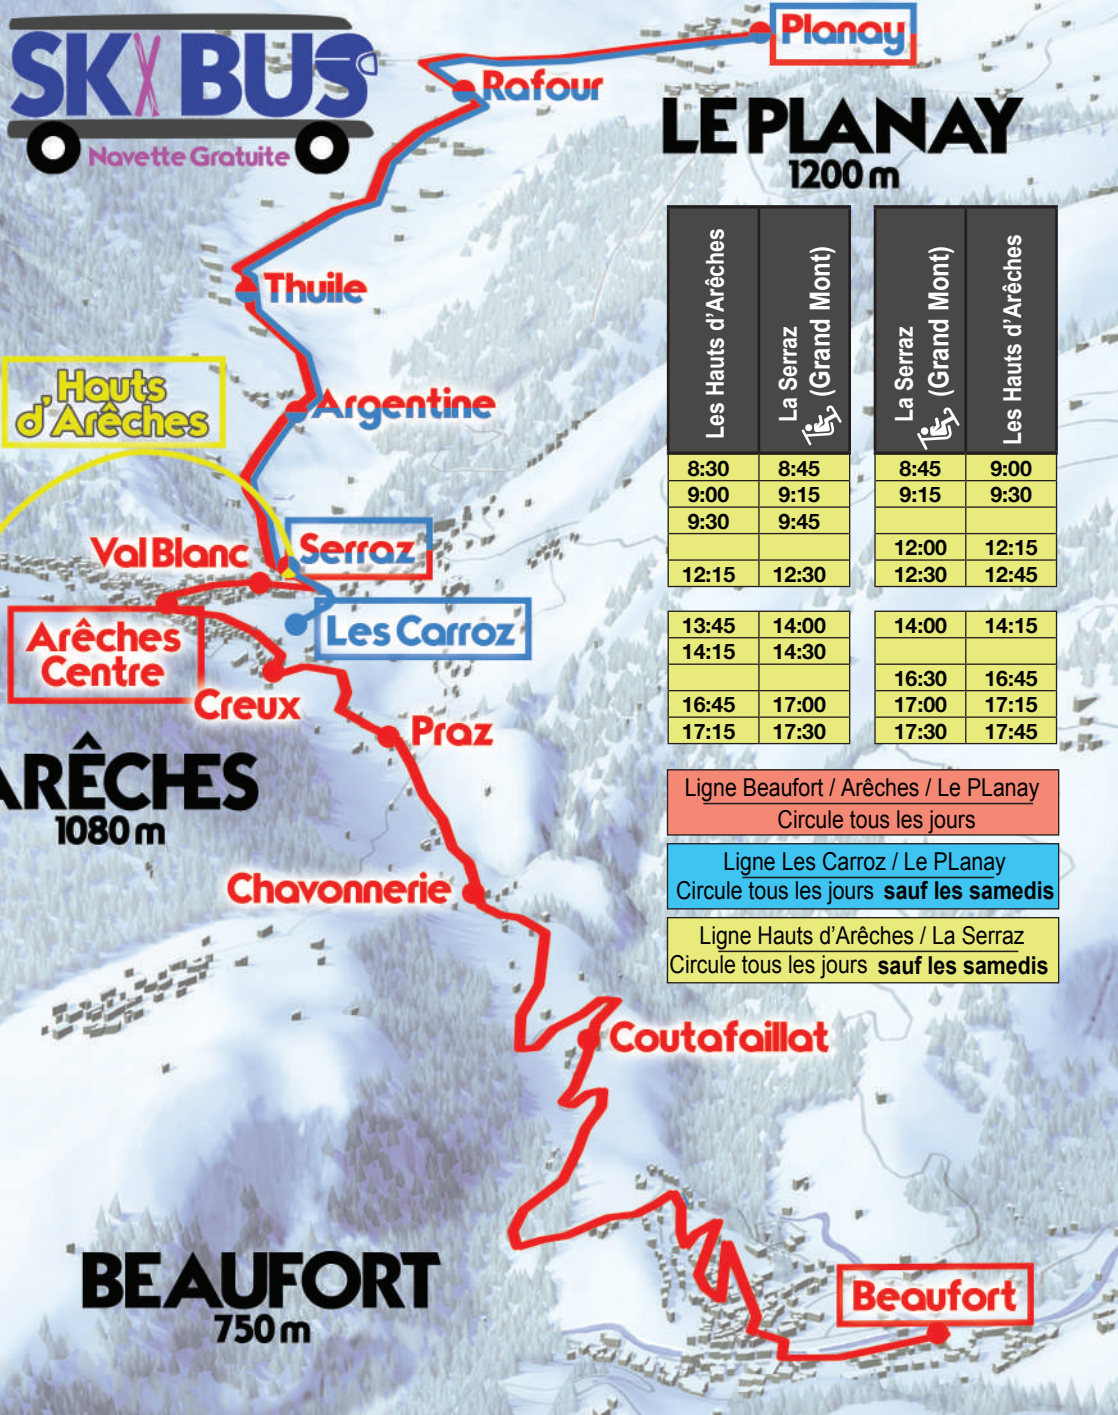 SKI BUS
Navette Gratuite
Planay
Rafour
LE PLANAY
1200 m
Thuile
Hauts
d'Arêches
Argentine
Val Blanc
Serraz
Les Carroz
Arêches
Centre
Creux
Praz
ARÊCHES
1080 m
Chavonnerie
Coutafaillat
BEAUFORT
750 m
Beaufort
Les Hauts d'Arêches
La Serraz
(Grand Mont)
La Serraz
(Grand Mont)
Les Hauts d'Arêches
8:30 8:45 8:45 9:00
9:00 9:15 9:15 9:30
9:30 9:45
12:00 12:15
12:15 12:30 12:30 12:45
13:45 14:00 14:00 14:15
14:15 14:30
16:30 16:45
16:45 17:00 17:00 17:15
17:15 17:30 17:30 17:45
Ligne Beaufort / Arêches / Le PLanay
Circule tous les jours
Ligne Les Carroz / Le PLanay
Circule tous les jours sauf les samedis
Ligne Hauts d'Arêches / La Serraz
Circule tous les jours sauf les samedis